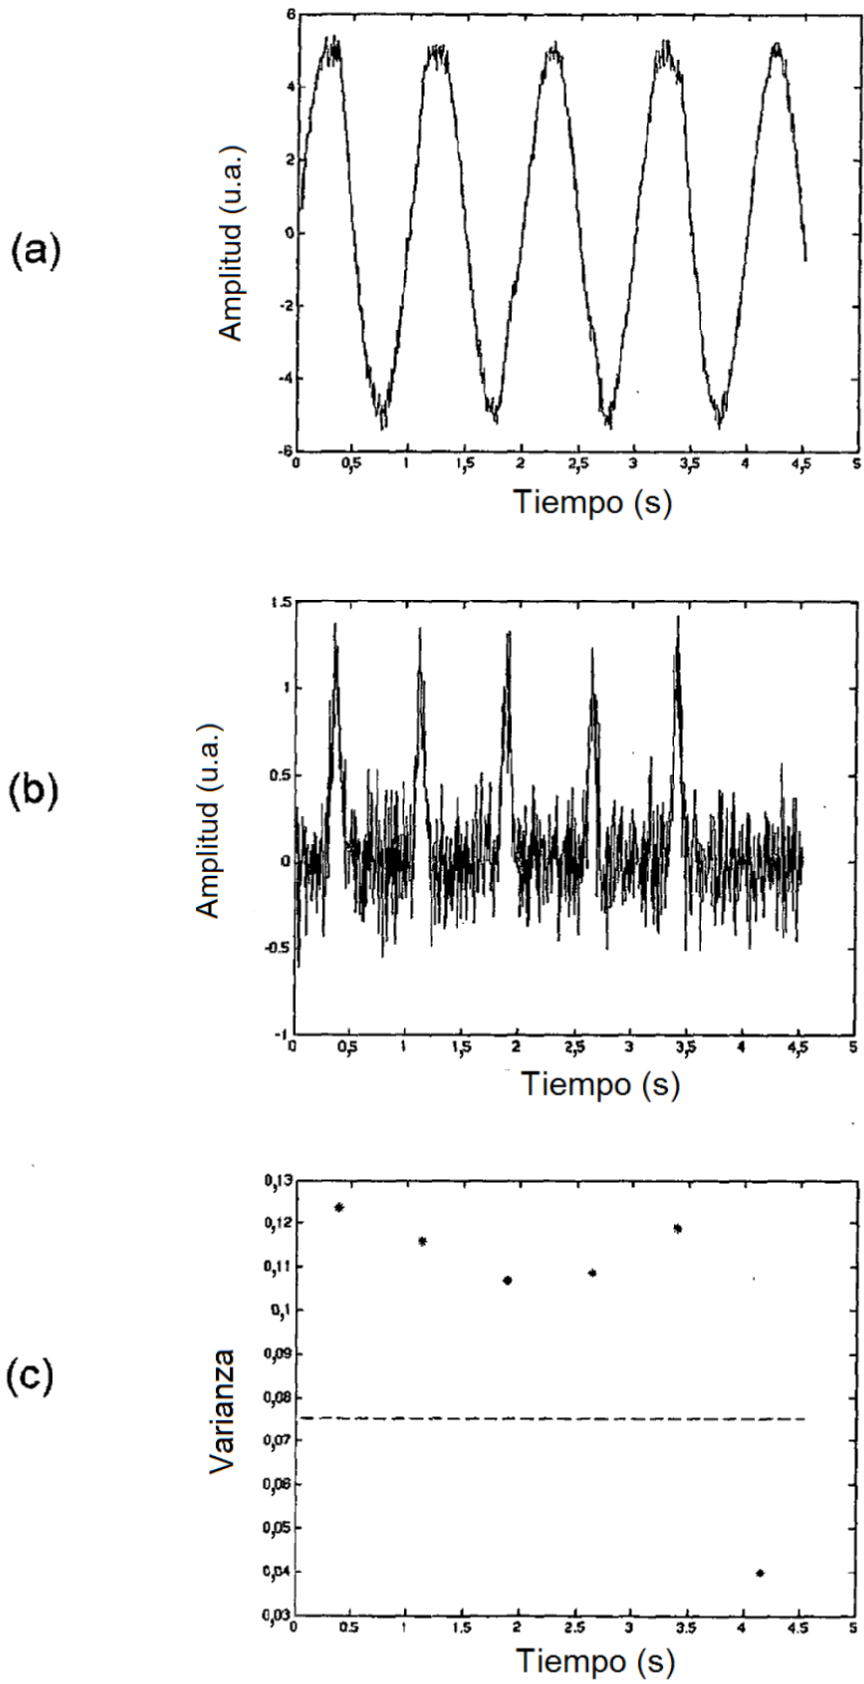 6
4
2
0
-2
-4
-6
Amplitud (u.a.)
(a)
0 0,5 1 1,5 2 2,5 3 3,5 4 4,5 5
Tiempo (s)
1.5
1
0.5
0
-0.5
-1
Amplitud (u.a.)
(b)
0 0,5 1 1,5 2 2,5 3 3,5 4 4,5 5
Tiempo (s)
0,13
0,12
0,11
0,1
0,09
0,08
0,07
0,06
0,05
0,04
0,03
Varianza
(c)
0 0.5 1 1.5 2 2.5 3 3.5 4 4.5 5
Tiempo (s)